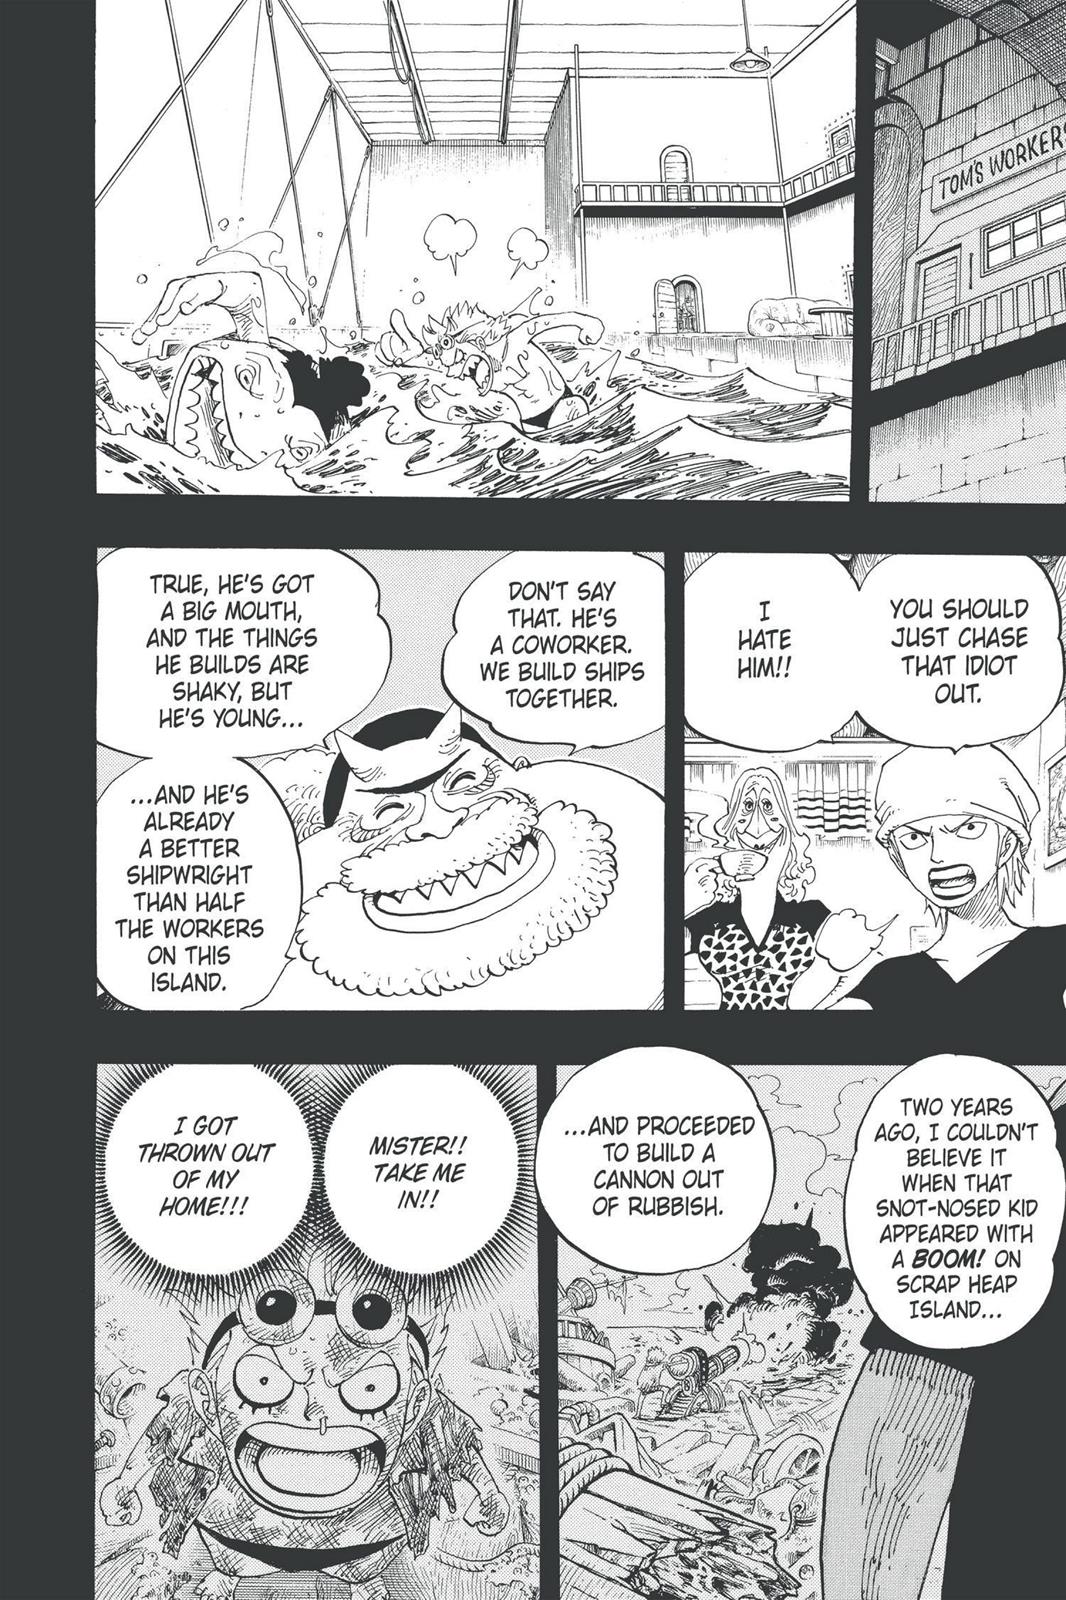 TOM'S WORKERS
YOU SHOULD
JUST CHASE
THAT IDIOT
OUT.
I
HATE
HIM!!
DON'T SAY
THAT. HE'S
A COWORKER.
WE BUILD SHIPS
TOGETHER.
TRUE, HE'S GOT
A BIG MOUTH,
AND THE THINGS
HE BUILDS ARE
SHAKY, BUT
HE'S YOUNG...
...AND HE'S
ALREADY
A BETTER
SHIPWRIGHT
THAN HALF
THE WORKERS
ON THIS
ISLAND.
TWO YEARS
AGO, I COULDN'T
BELIEVE IT
WHEN THAT
SNOT-NOSED KID
APPEARED WITH
A BOOM! ON
SCRAP HEAP
ISLAND...
...AND PROCEEDED
TO BUILD A
CANNON OUT
OF RUBBISH.
MISTER!!
TAKE ME
IN!!
I GOT
THROWN OUT
OF MY
HOME!!!